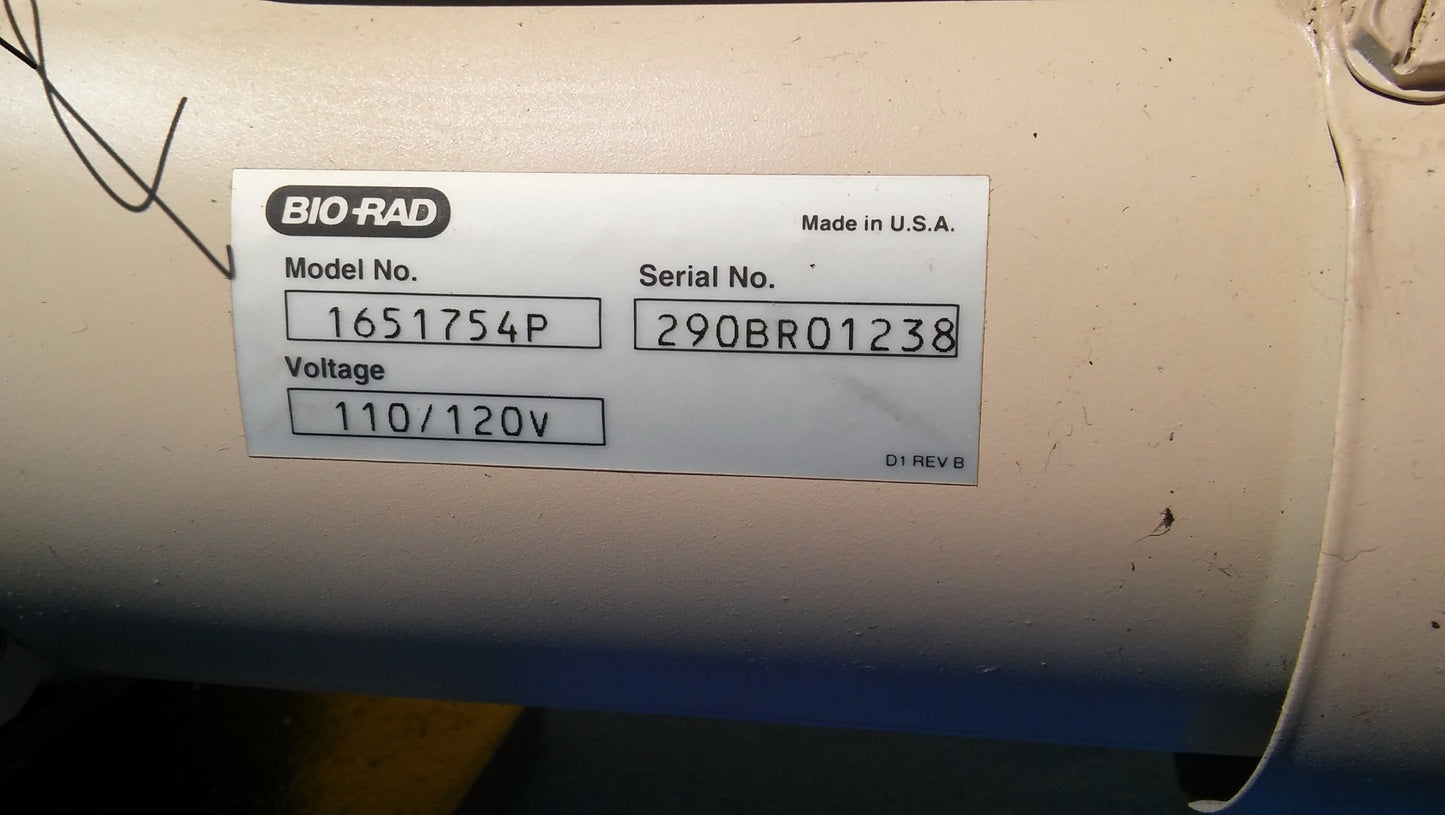 BIO-RAD
Made in U.S.A.
Model No.
1651754P
Serial No.
290BR01238
Voltage
110/120V
D1 REV B